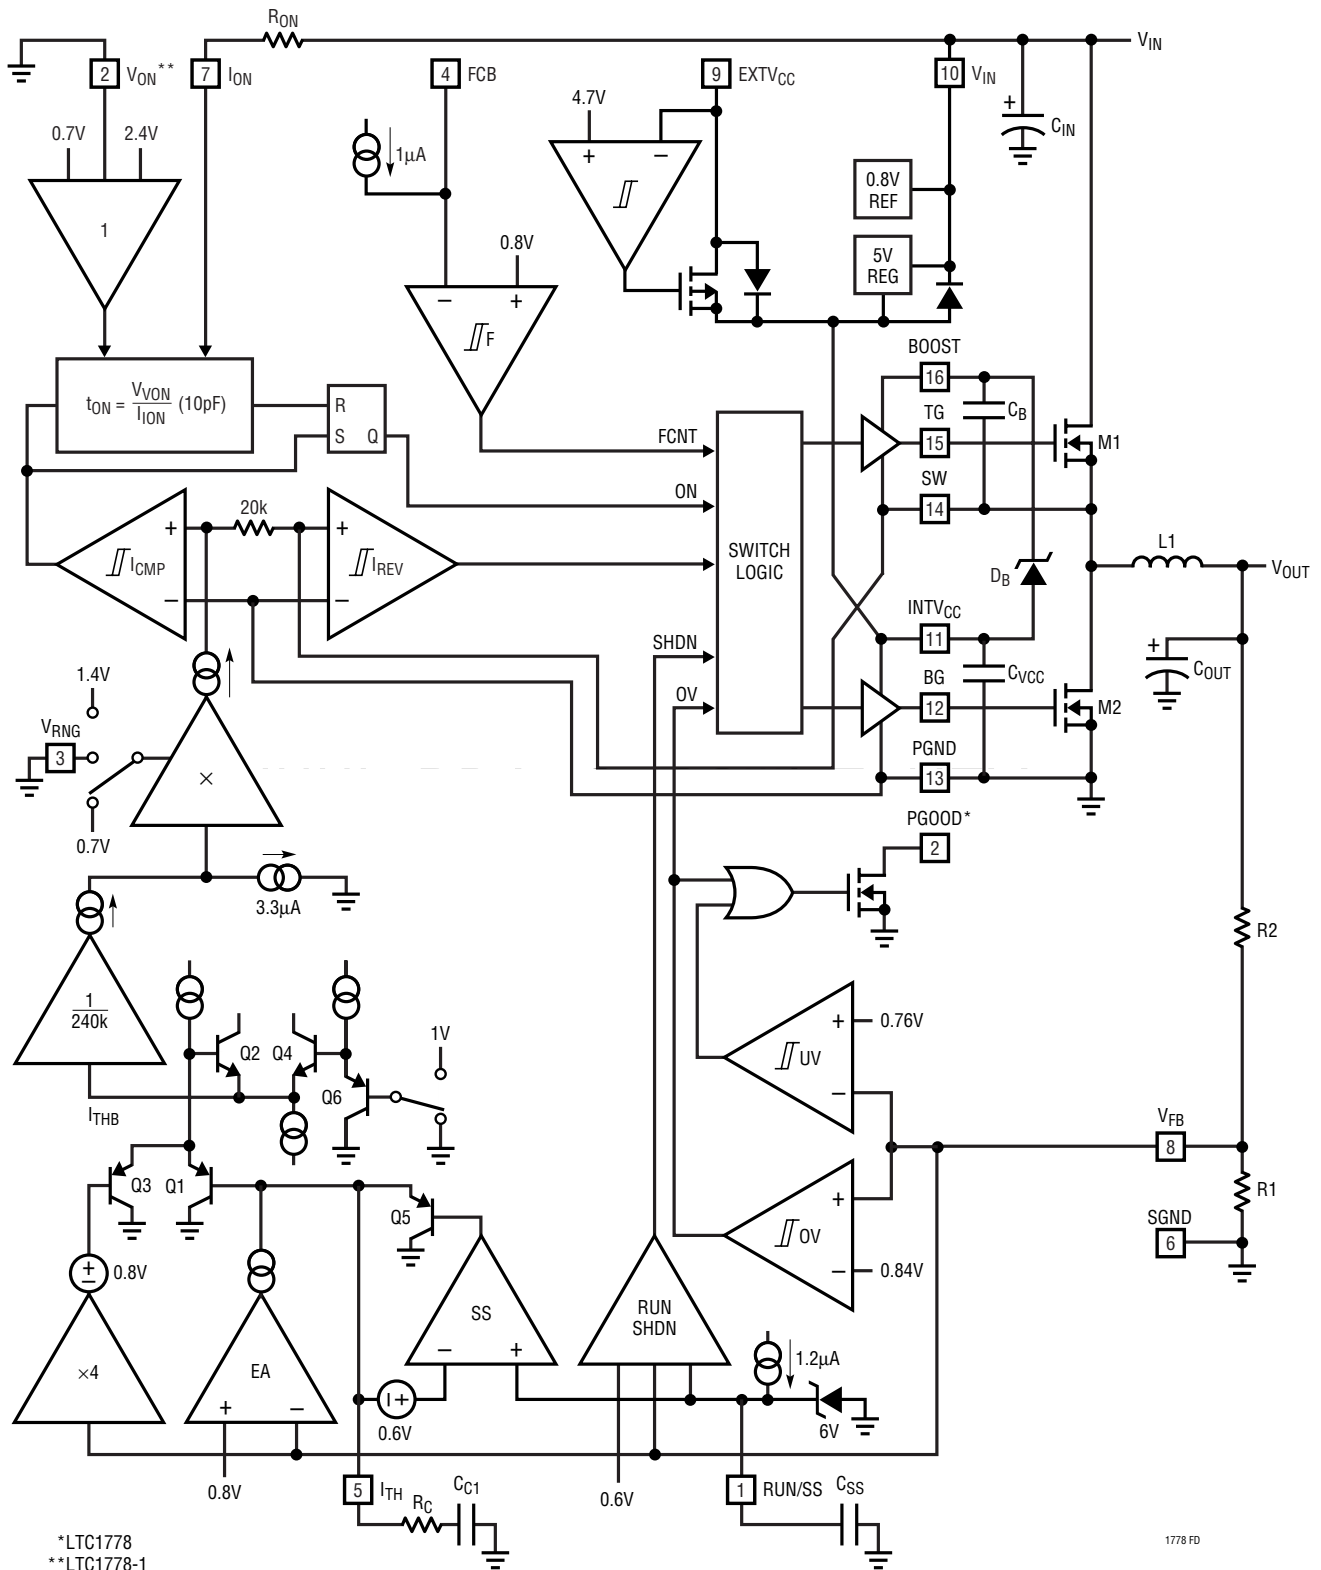 RON
VIN
2 VON**
7 ION
4 FCB
9 EXTVCC
10 VIN
0.7V
2.4V
1µA
4.7V
+
CIN
+
−
0.8V
REF
1
0.8V
5V
REG
−
+
F
BOOST
16
tON = VVON
IION
(10pF)
R
S Q
CB
TG
15
M1
FCNT
SW
14
ON
20k
+
+
ICMP
IREV
−
−
SWITCH
LOGIC
L1
VOUT
DB
INTVCC
11
SHDN
+
COUT
1.4V
CVCC
BG
12
M2
OV
VRNG
3
PGND
13
×
0.7V
PGOOD*
2
3.3µA
R2
1
240k
+
0.76V
UV
−
1V
Q2 Q4
Q6
ITHB
VFB
8
Q3 Q1
Q5
+
R1
OV
SGND
6
+
−
0.8V
−
0.84V
SS
RUN
SHDN
×4
EA
−
+
1.2µA
+
−
+
0.6V
6V
0.8V
5 ITH
RC
CC1
0.6V
1 RUN/SS
CSS
*LTC1778
**LTC1778-1
1778 FD